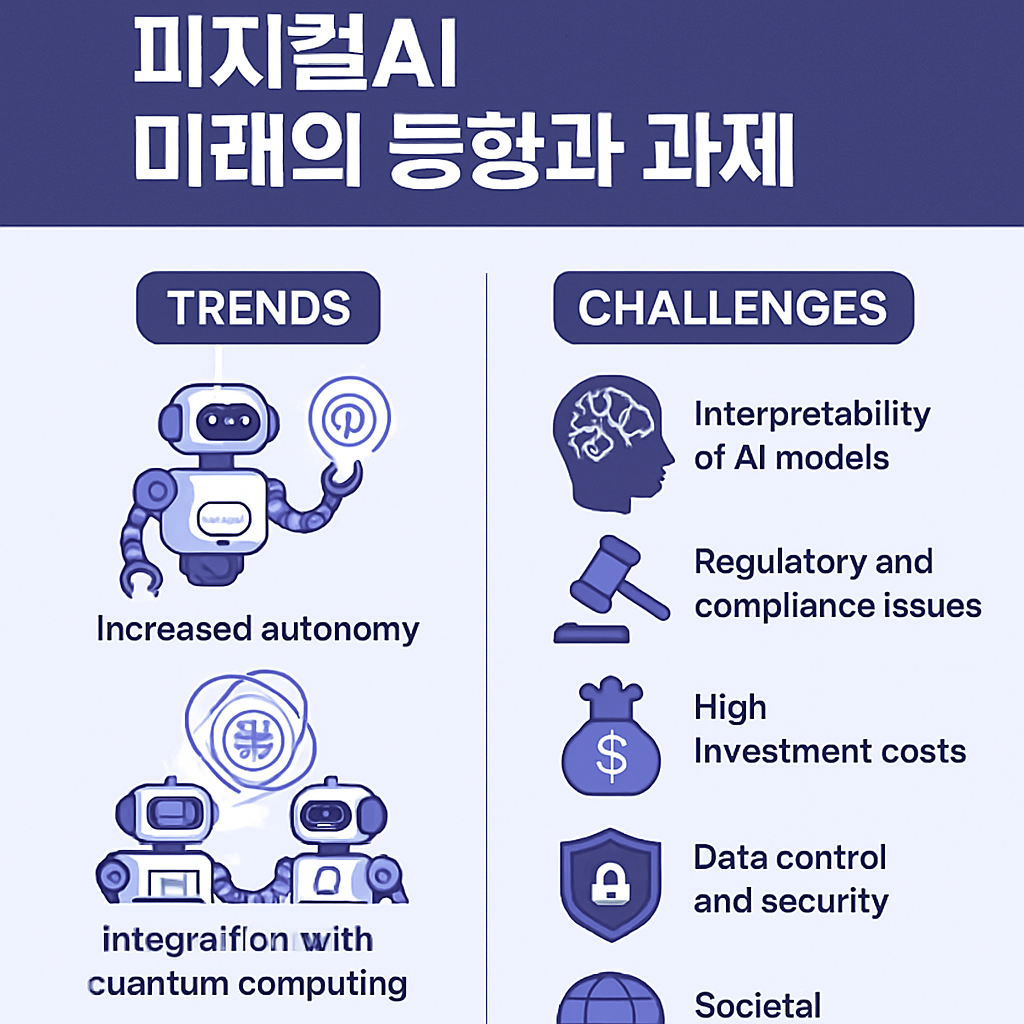 피지컬AI
미래의 등항과 과제
TRENDS
Increased autonomy
integraiflon with
cuantum computing
CHALLENGES
Interpretability
of AI models
Regulatory and
compliance issues
$
High
Investment costs
Data control
and security
Societal